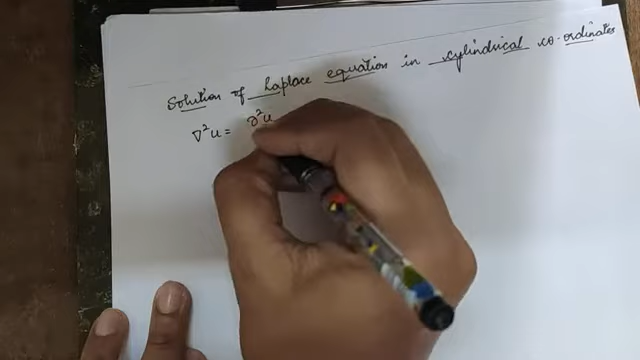 Solution of Laplace equation in cylindrical co-ordinates
∇²u = ∂²u